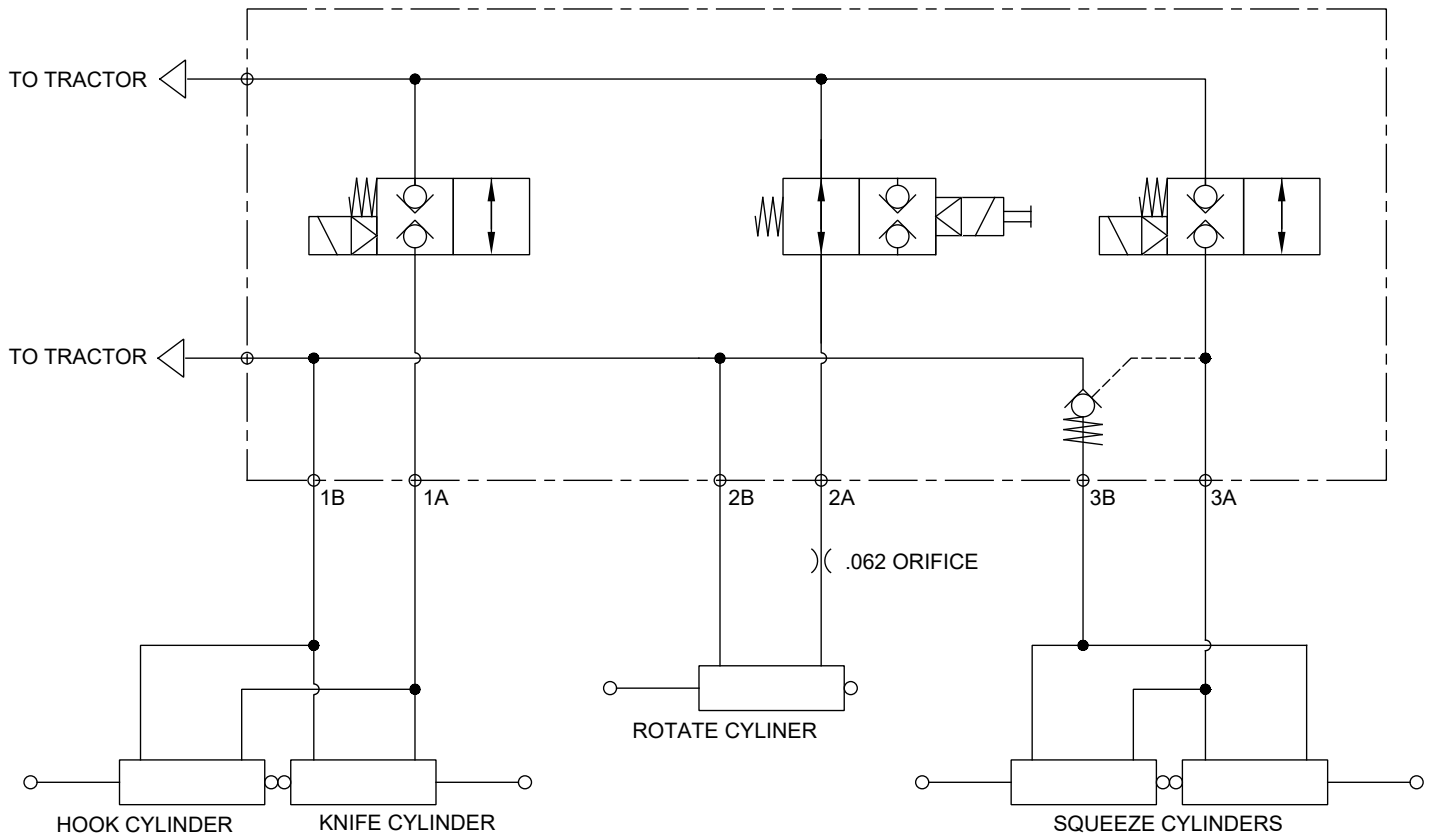 TO TRACTOR
TO TRACTOR
1B
1A
2B
2A
3B
3A
.062 ORIFICE
ROTATE CYLINER
HOOK CYLINDER
KNIFE CYLINDER
SQUEEZE CYLINDERS